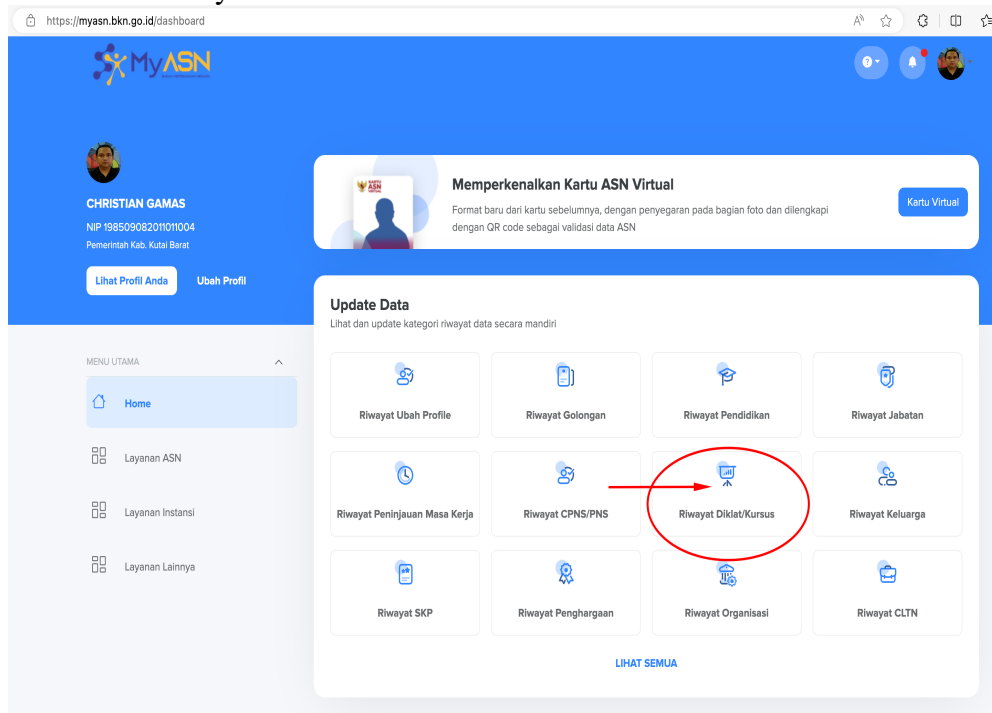 https://myasn.bkn.go.id/dashboard
MyASN
CHRISTIAN GAMAS
NIP 198509082011011004
Pemerintah Kab. Kutai Barat
Lihat Profil Anda
Ubah Profil
KARTU
ASN
VIRTUAL
Memperkenalkan Kartu ASN Virtual
Format baru dari kartu sebelumnya, dengan penyegaran pada bagian foto dan dilengkapi
dengan QR code sebagai validasi data ASN
Kartu Virtual
MENU UTAMA
Home
Layanan ASN
Layanan Instansi
Layanan Lainnya
Update Data
Lihat dan update kategori riwayat data secara mandiri
Riwayat Ubah Profile
Riwayat Golongan
Riwayat Pendidikan
Riwayat Jabatan
Riwayat Peninjauan Masa Kerja
Riwayat CPNS/PNS
Riwayat Diklat/Kursus
Riwayat Keluarga
Riwayat SKP
Riwayat Penghargaan
Riwayat Organisasi
Riwayat CLTN
LIHAT SEMUA